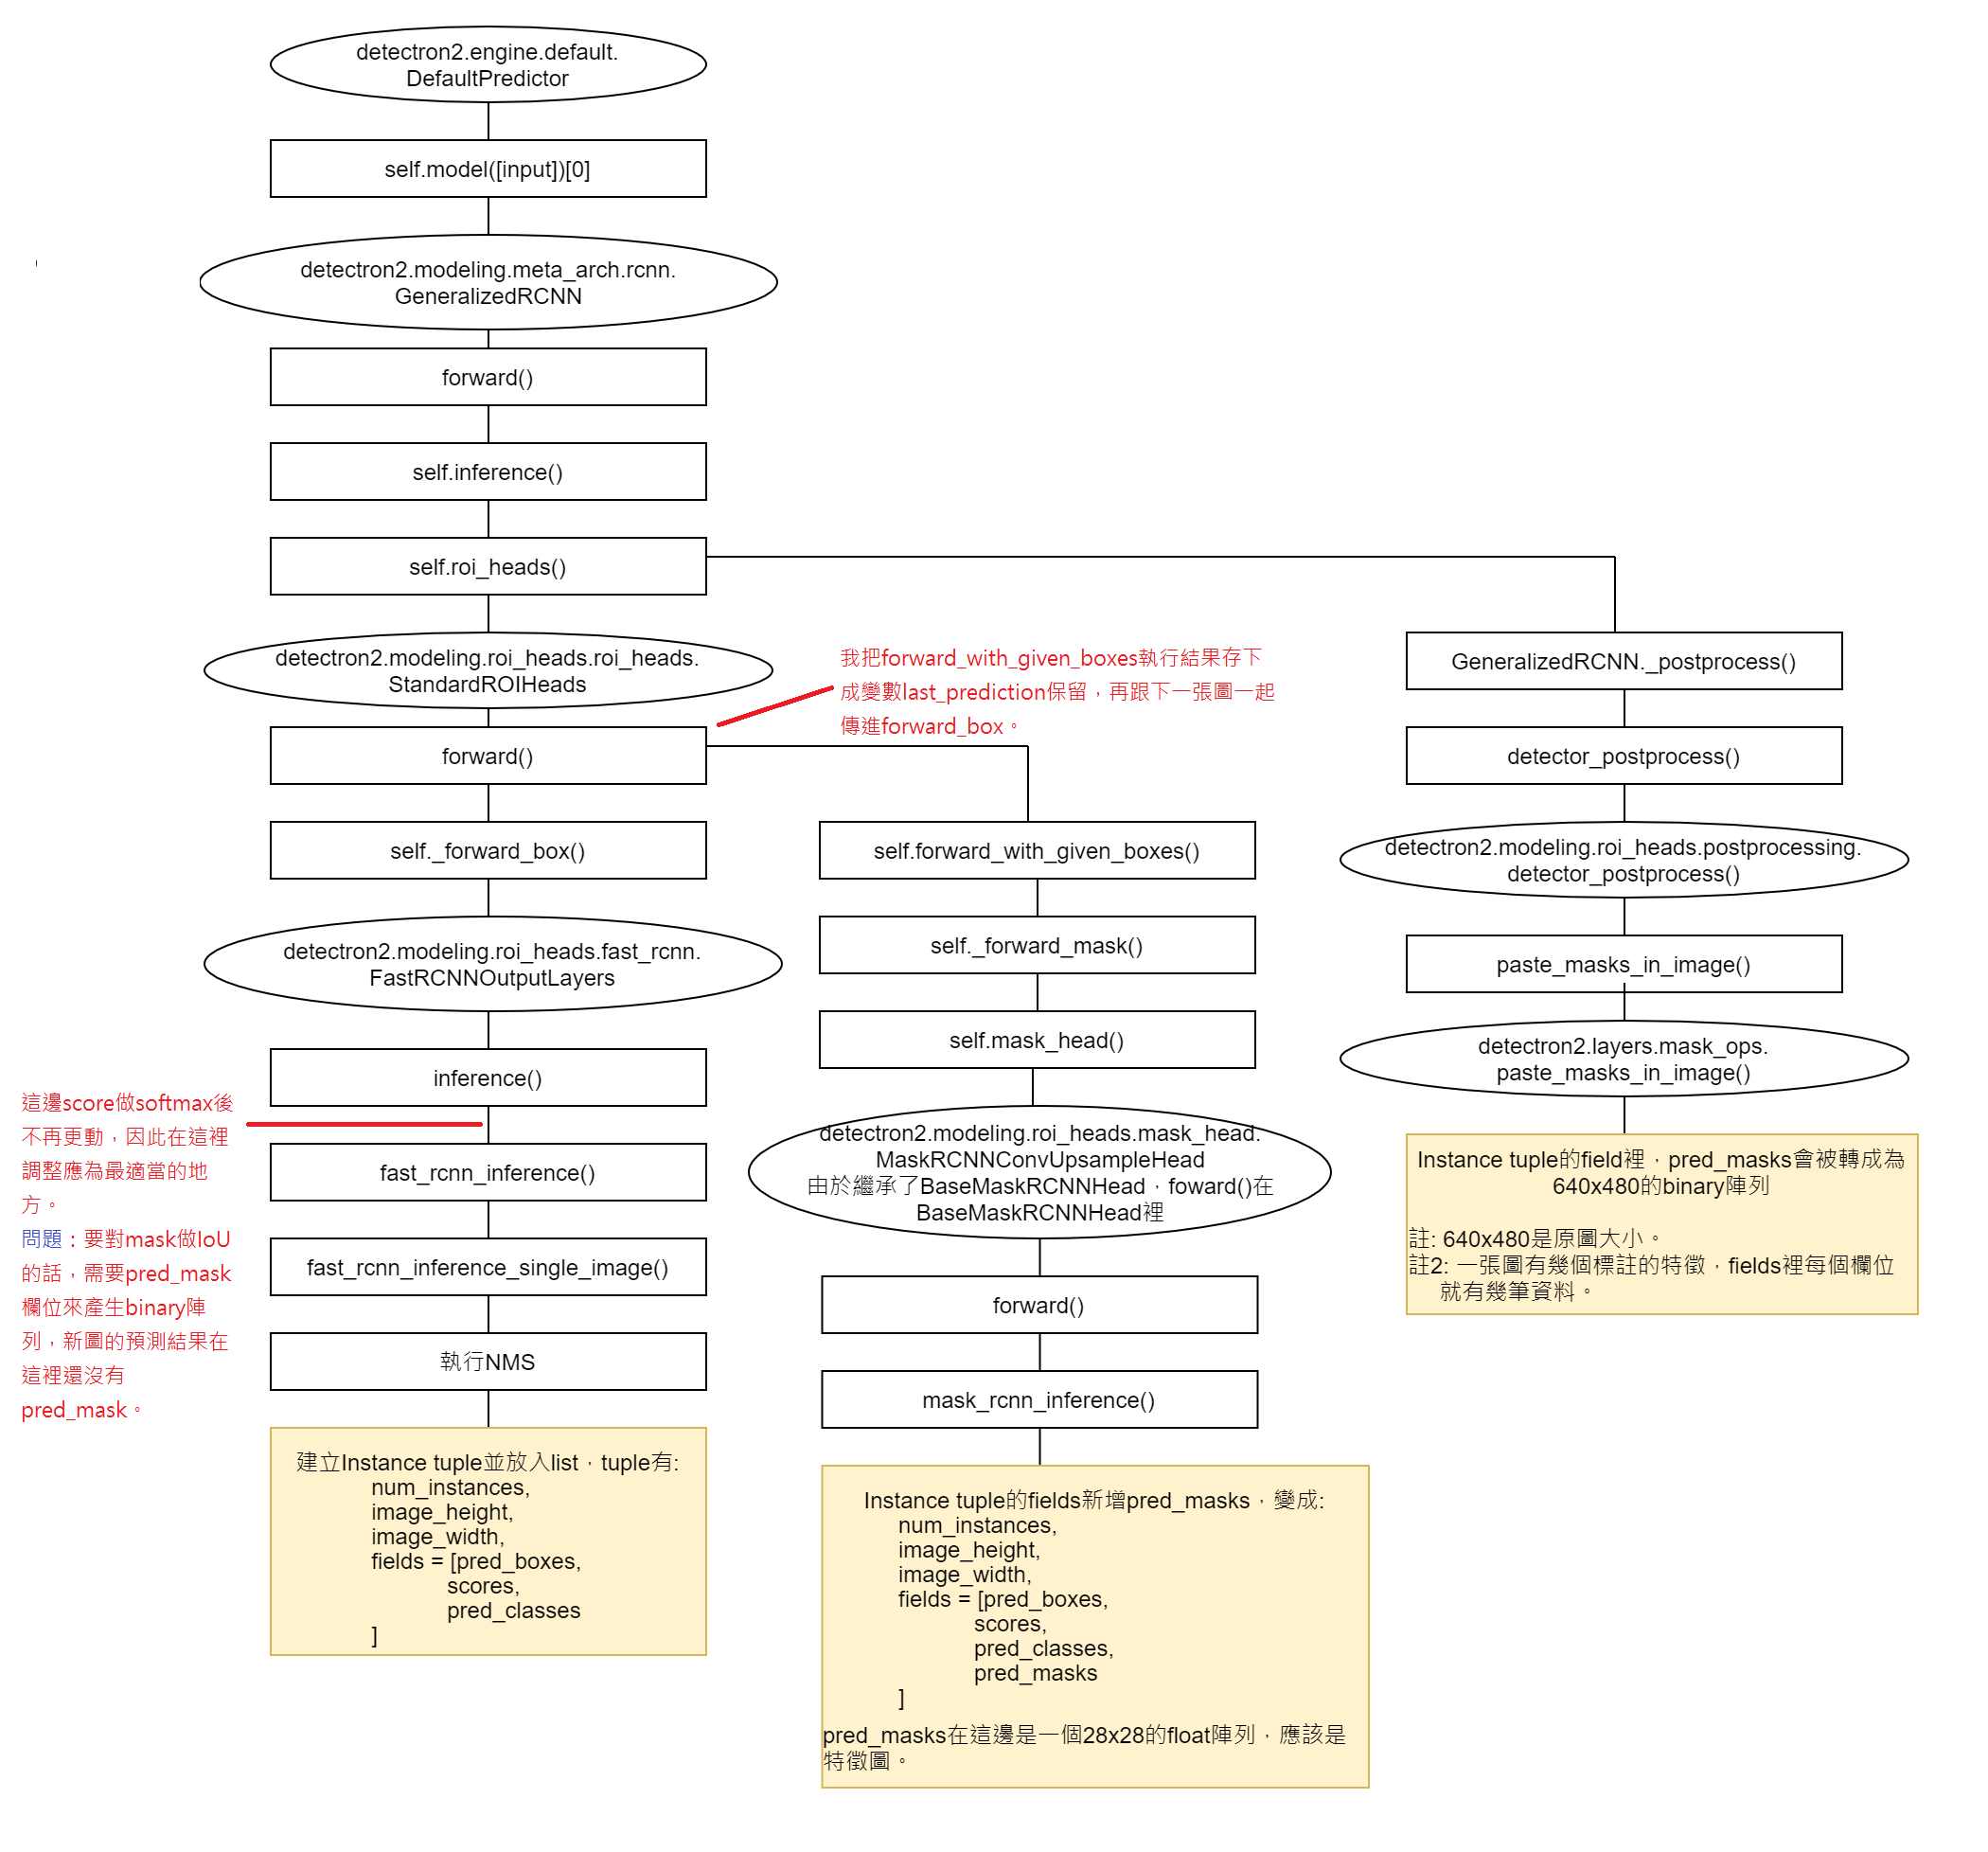 detectron2.engine.default.
DefaultPredictor
self.model([input])[0]
detectron2.modeling.meta_arch.rcnn.
GeneralizedRCNN
forward()
self.inference()
self.roi_heads()
detectron2.modeling.roi_heads.roi_heads.
StandardROIHeads
forward()
self._forward_box()
detectron2.modeling.roi_heads.fast_rcnn.
FastRCNNOutputLayers
inference()
fast_rcnn_inference()
fast_rcnn_inference_single_image()
執行NMS
建立Instance tuple並放入list,tuple有:
num_instances,
image_height,
image_width,
fields = [pred_boxes,
scores,
pred_classes
]
這邊score做softmax後
不再更動,因此在這裡
調整應為最適當的地
方。
問題:要對mask做IoU
的話,需要pred_mask
欄位來產生binary陣
列,新圖的預測結果在
這裡還沒有
pred_mask。
我把forward_with_given_boxes執行結果存下
成變數last_prediction保留,再跟下一張圖一起
傳進forward_box。
self.forward_with_given_boxes()
self._forward_mask()
self.mask_head()
detectron2.modeling.roi_heads.mask_head.
MaskRCNNConvUpsampleHead
由於繼承了BaseMaskRCNNHead,foward()在
BaseMaskRCNNHead裡
forward()
mask_rcnn_inference()
Instance tuple的fields新增pred_masks,變成:
num_instances,
image_height,
image_width,
fields = [pred_boxes,
scores,
pred_classes,
pred_masks
]
pred_masks在這邊是一個28x28的float陣列,應該是
特徵圖。
GeneralizedRCNN._postprocess()
detector_postprocess()
detectron2.modeling.roi_heads.postprocessing.
detector_postprocess()
paste_masks_in_image()
detectron2.layers.mask_ops.
paste_masks_in_image()
Instance tuple的field裡,pred_masks會被轉成為
640x480的binary陣列
註: 640x480是原圖大小。
註2: 一張圖有幾個標註的特徵,fields裡每個欄位
就有幾筆資料。